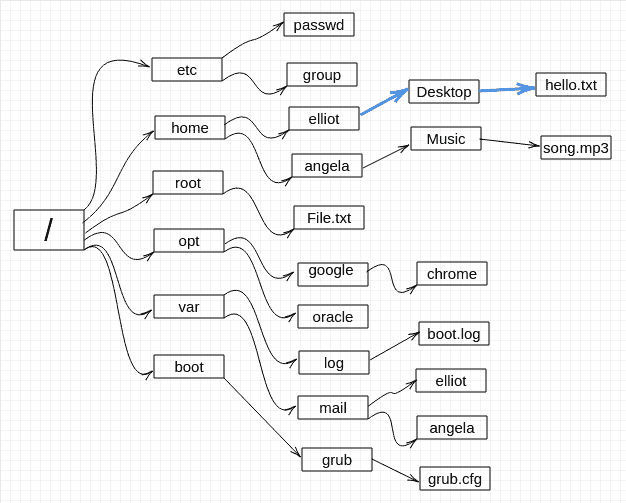 passwd
etc
group
hello.txt
Desktop
elliot
home
Music
song.mp3
angela
root
File.txt
/
opt
google
chrome
var
oracle
boot.log
log
boot
elliot
mail
angela
grub
grub.cfg